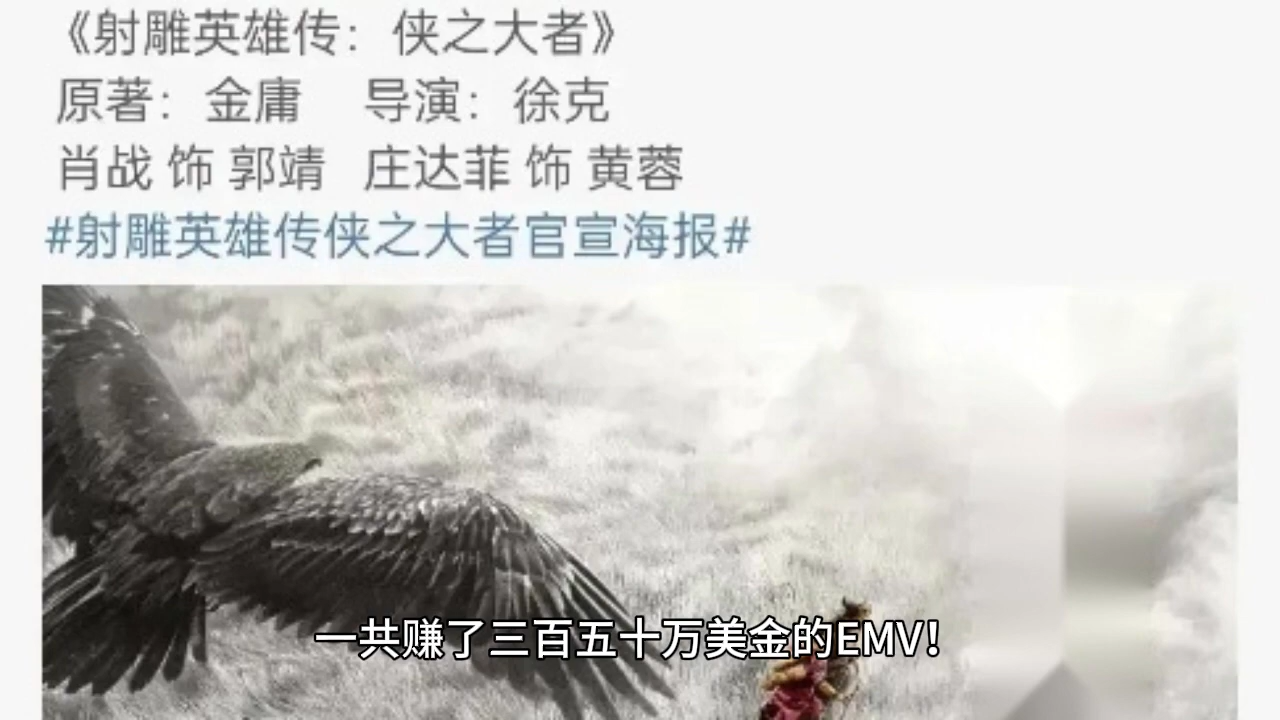 《射雕英雄传：侠之大者》
原著：金庸 导演：徐克
肖战 饰 郭靖 庄达菲 饰 黄蓉
#射雕英雄传侠之大者官宣海报#
一共赚了三百五十万美金的EMV！